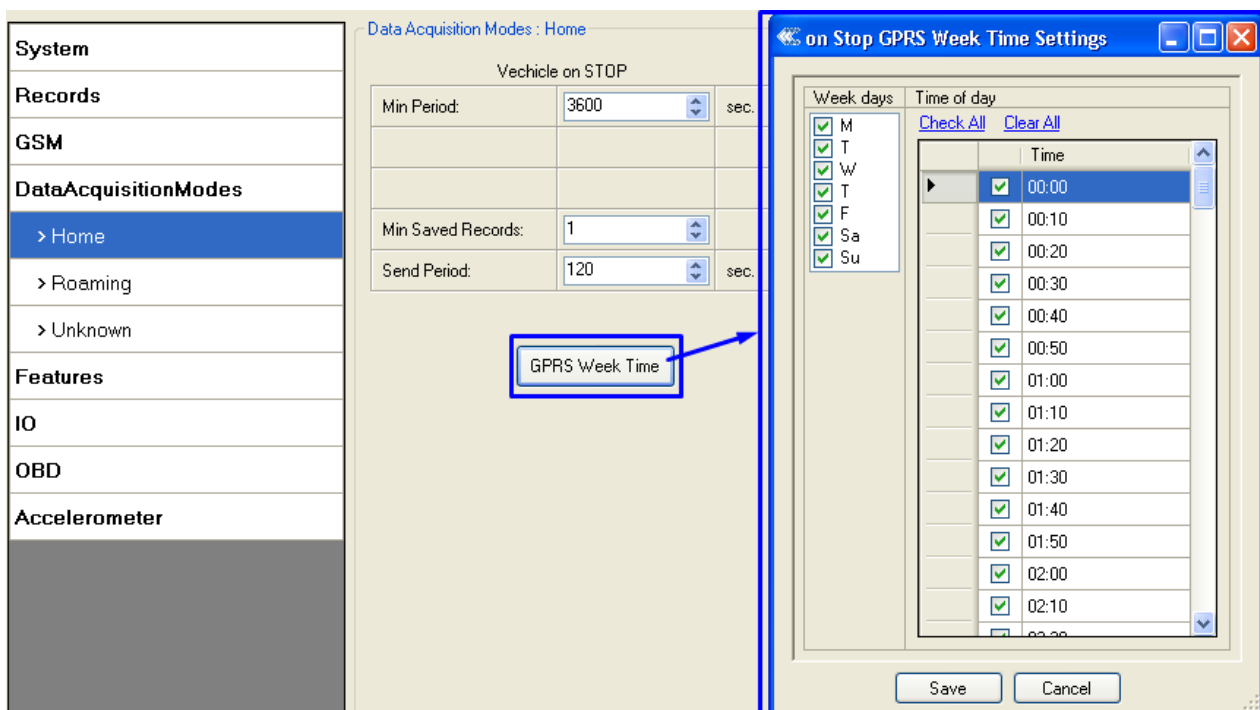 System
Records
GSM
DataAcquisitionModes
> Home
> Roaming
> Unknown
Features
IO
OBD
Accelerometer
Data Acquisition Modes : Home
Vechicle on STOP
Min Period: 3600 sec.
Min Saved Records: 1
Send Period: 120 sec.
GPRS Week Time
on Stop GPRS Week Time Settings
Week days
M
T
W
T
F
Sa
Su
Time of day
Check All Clear All
Time
00:00
00:10
00:20
00:30
00:40
00:50
01:00
01:10
01:20
01:30
01:40
01:50
02:00
02:10
Save Cancel